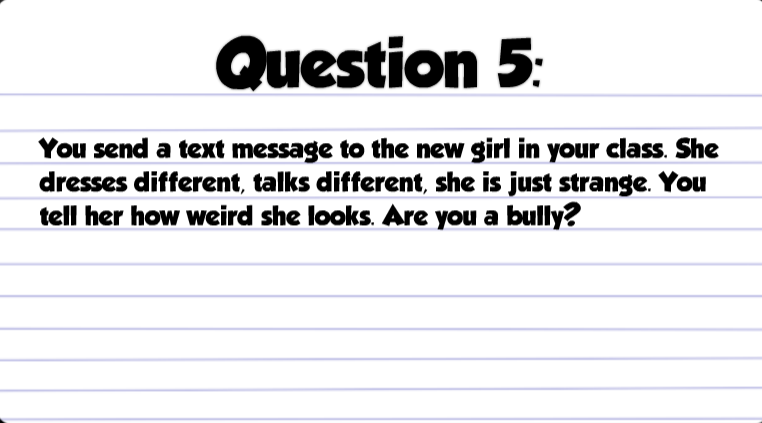 Question 5:
You send a text message to the new girl in your class. She
dresses different, talks different, she is just strange. You
tell her how weird she looks. Are you a bully?